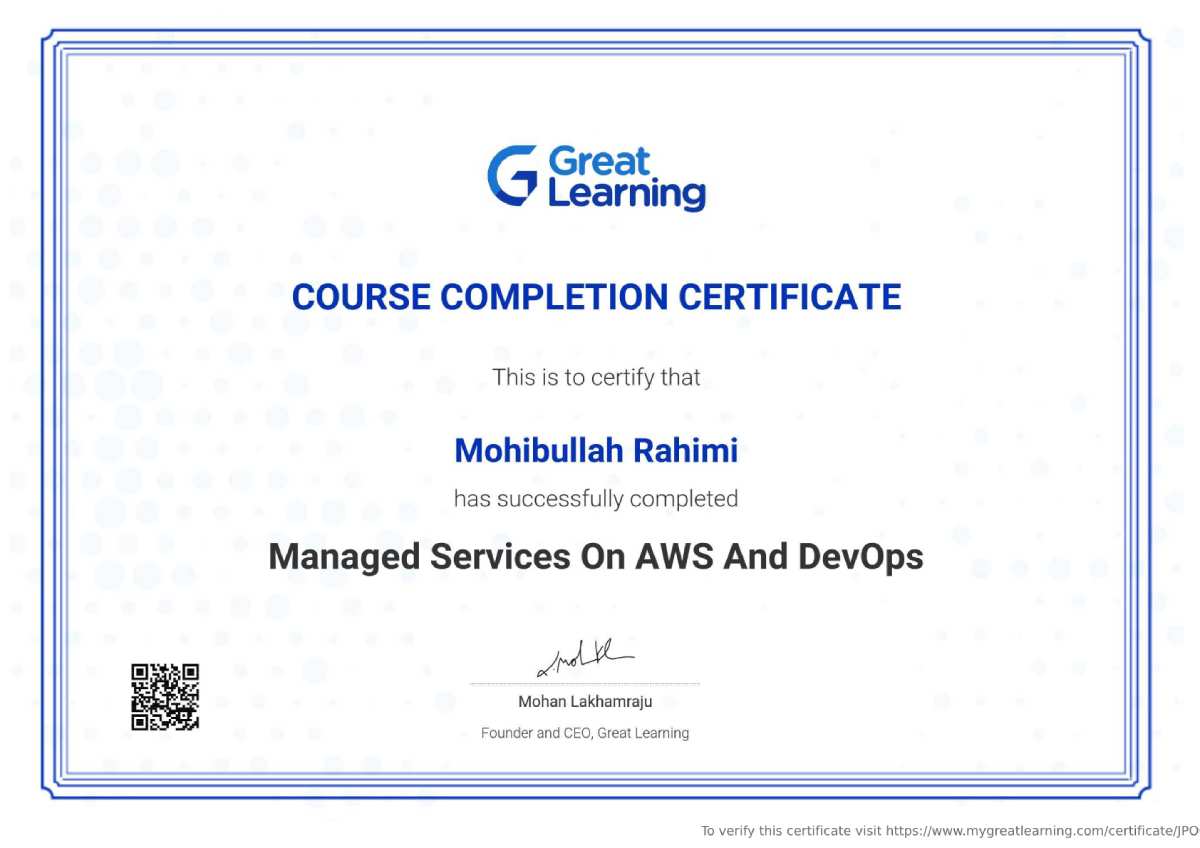 Great
Learning
COURSE COMPLETION CERTIFICATE
This is to certify that
Mohibullah Rahimi
has successfully completed
Managed Services On AWS And DevOps
Mohan Lakhamraju
Founder and CEO, Great Learning
To verify this certificate visit https://www.mygreatlearning.com/certificate/JPO